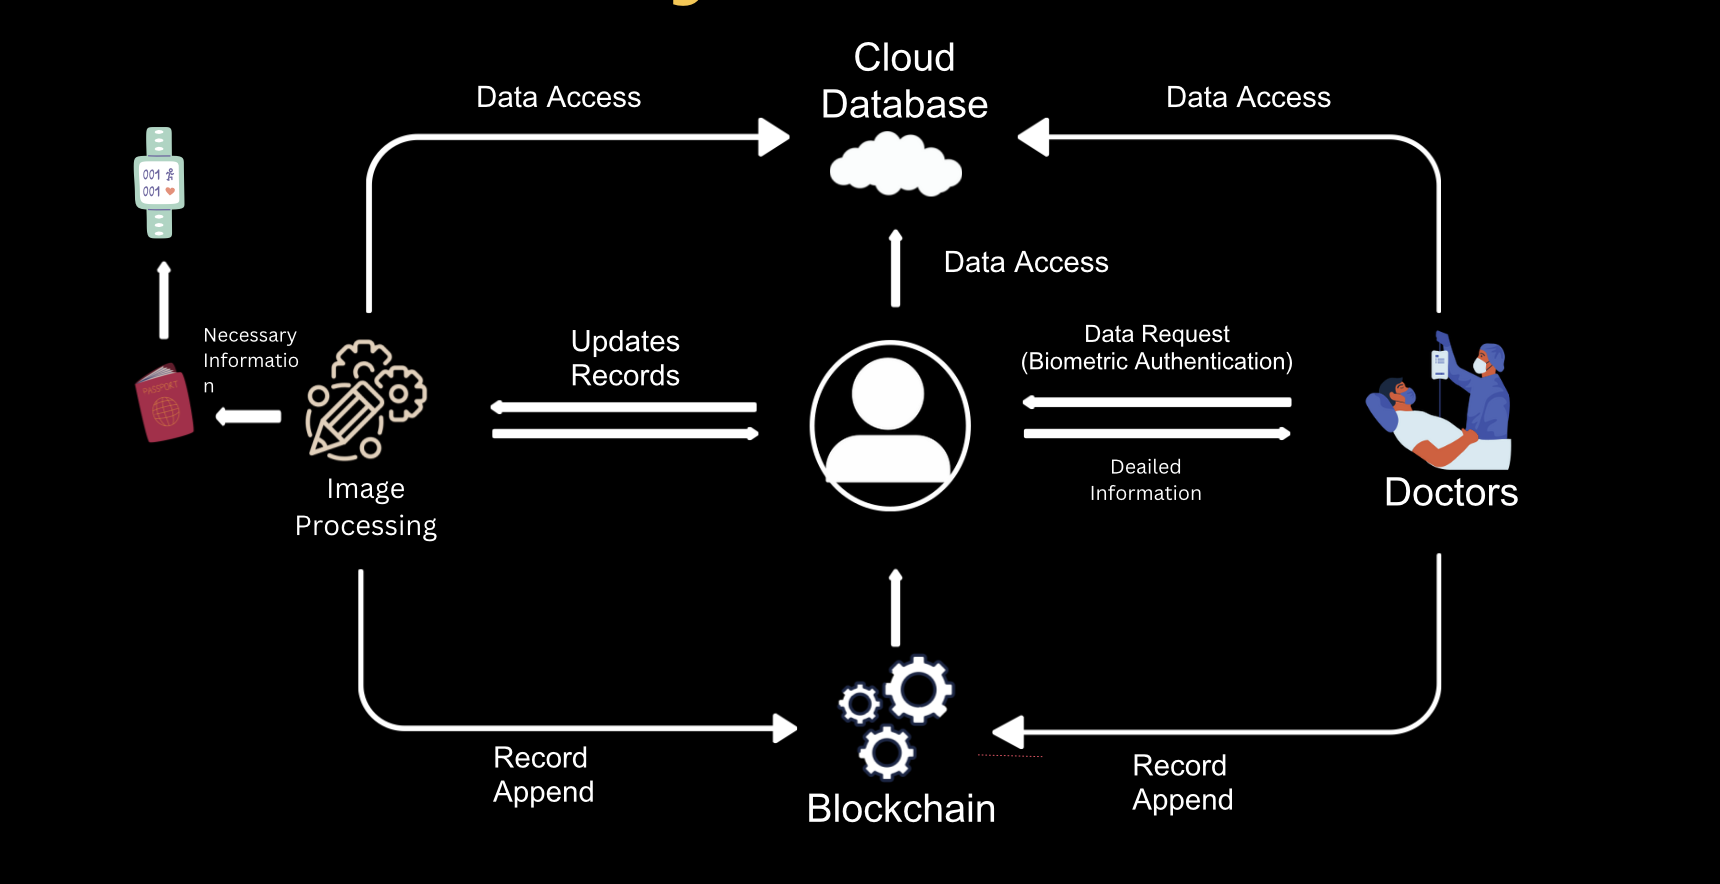 Cloud
Database
Data Access
Data Access
001
001
Data Access
Necessary
Informatio
n
Updates
Records
Data Request
(Biometric Authentication)
PASSPORT
Deailed
Information
Image
Processing
Doctors
Record
Append
Record
Append
Blockchain